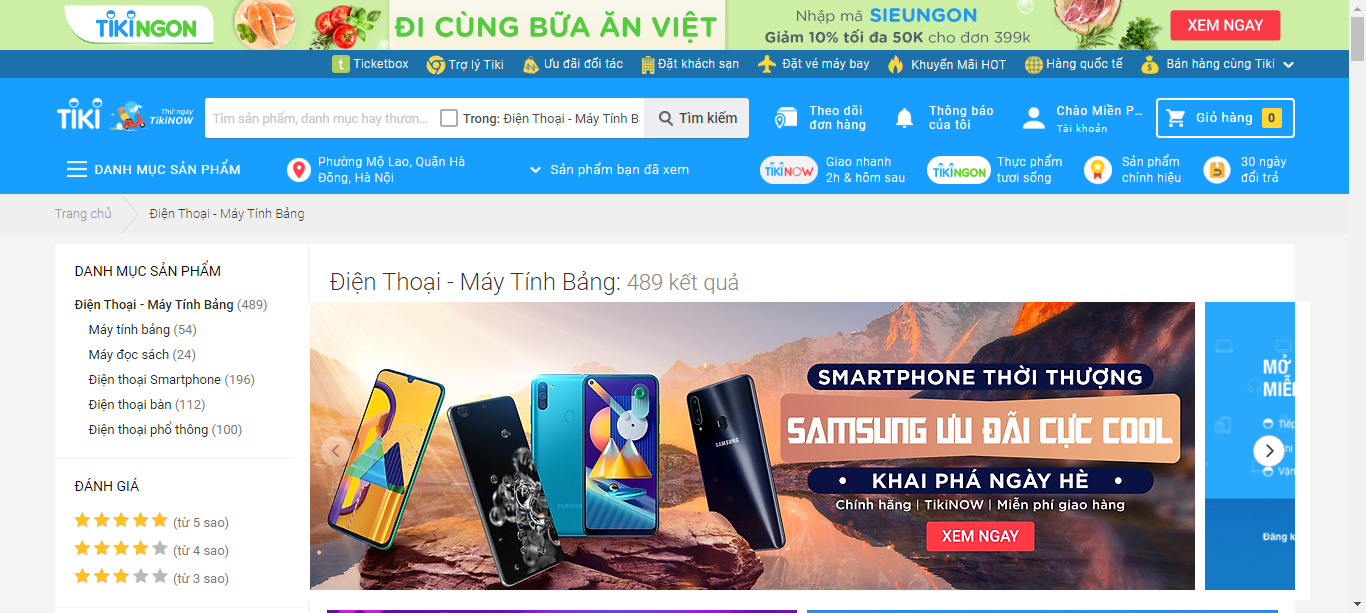 TIKINGON
ĐI CÙNG BỮA ĂN VIỆT
Nhập mã SIEUNGON
Giảm 10% tối đa 50K cho đơn 399k
XEM NGAY
Ticketbox
Trợ lý Tiki
Ưu đãi đối tác
Đặt khách sạn
Đặt vé máy bay
Khuyến Mãi HOT
Hàng quốc tế
Bán hàng cùng Tiki
TIKI
Thử ngay
TikiNOW
Tìm sản phẩm, danh mục hay thươn...
Trong: Điện Thoại - Máy Tính B
Tìm kiếm
Theo dõi
đơn hàng
Thông báo
của tôi
Chào Miền P...
Tài khoản
Giỏ hàng 0
DANH MỤC SẢN PHẨM
Phường Mộ Lao, Quận Hà
Đông, Hà Nội
Sản phẩm bạn đã xem
TIKINOW
Giao nhanh
2h & hôm sau
TIKINGON
Thực phẩm
tươi sống
Sản phẩm
chính hiệu
30 ngày
đổi trả
Trang chủ
Điện Thoại - Máy Tính Bảng
DANH MỤC SẢN PHẨM
Điện Thoại - Máy Tính Bảng (489)
Máy tính bảng (54)
Máy đọc sách (24)
Điện thoại Smartphone (196)
Điện thoại bàn (112)
Điện thoại phổ thông (100)
ĐÁNH GIÁ
(từ 5 sao)
(từ 4 sao)
(từ 3 sao)
Điện Thoại - Máy Tính Bảng: 489 kết quả
SAMSUNG
SAMSUNG
SMARTPHONE THỜI THƯỢNG
SAMSUNG ƯU ĐÃI CỰC COOL
• KHAI PHÁ NGÀY HÈ •
Chính hãng | TikiNOW | Miễn phí giao hàng
XEM NGAY
MỞ
Đăng k